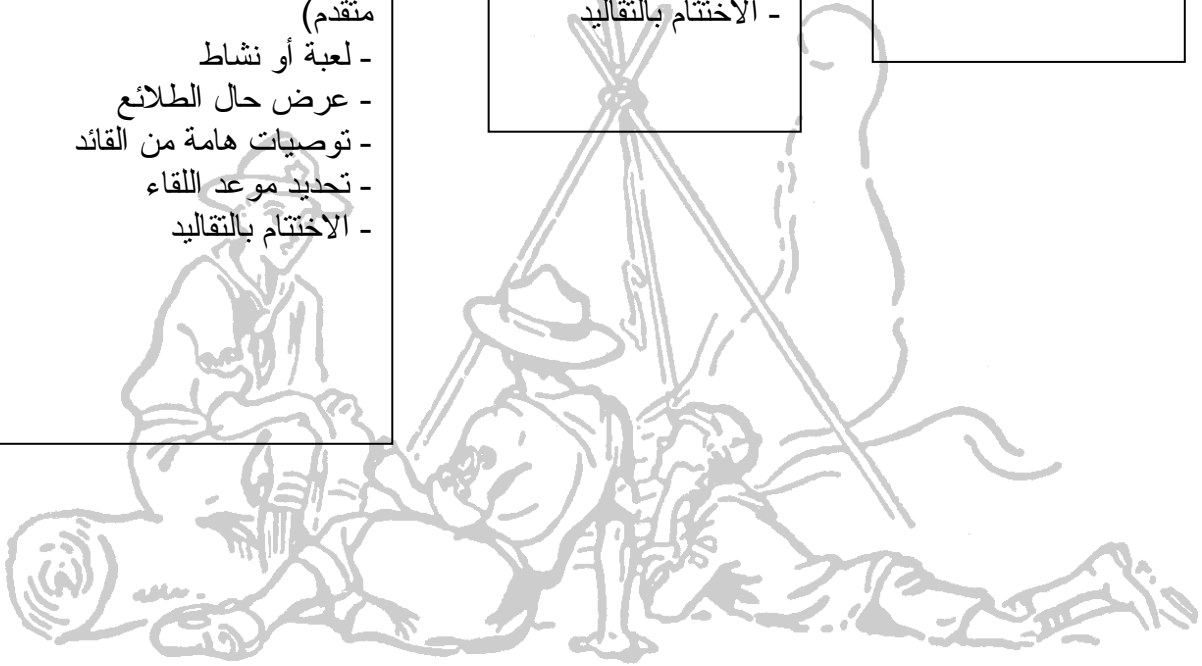 - الاختتام بالتقاليد
متقدم)
- لعبة أو نشاط
- عرض حال الطلائع
- توصيات هامة من القائد
- تحديد موعد اللقاء
- الاختتام بالتقاليد